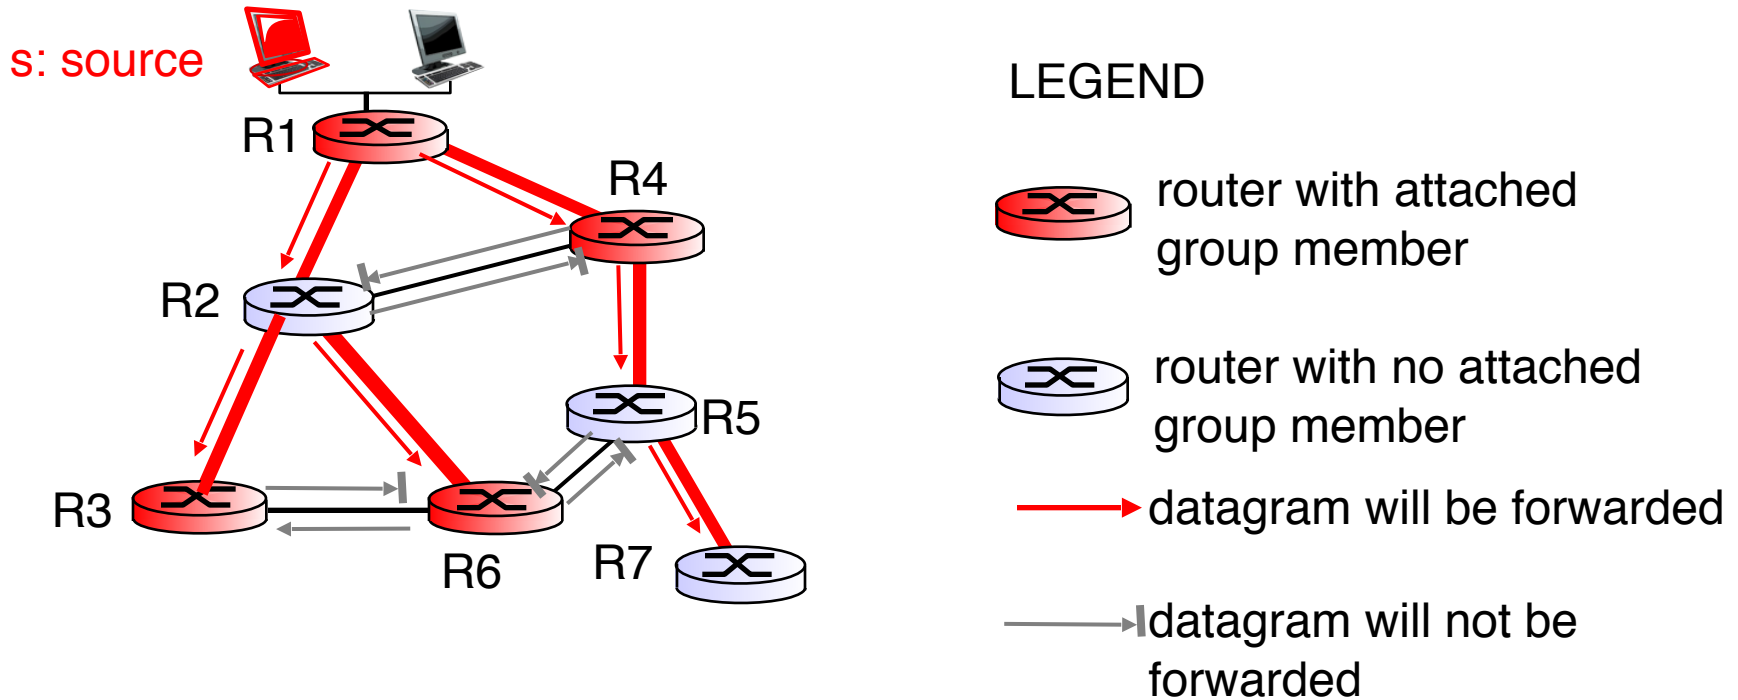 s: source
R1
R4
R2
R5
R3
R6
R7
LEGEND
router with attached
group member
router with no attached
group member
datagram will be forwarded
datagram will not be
forwarded